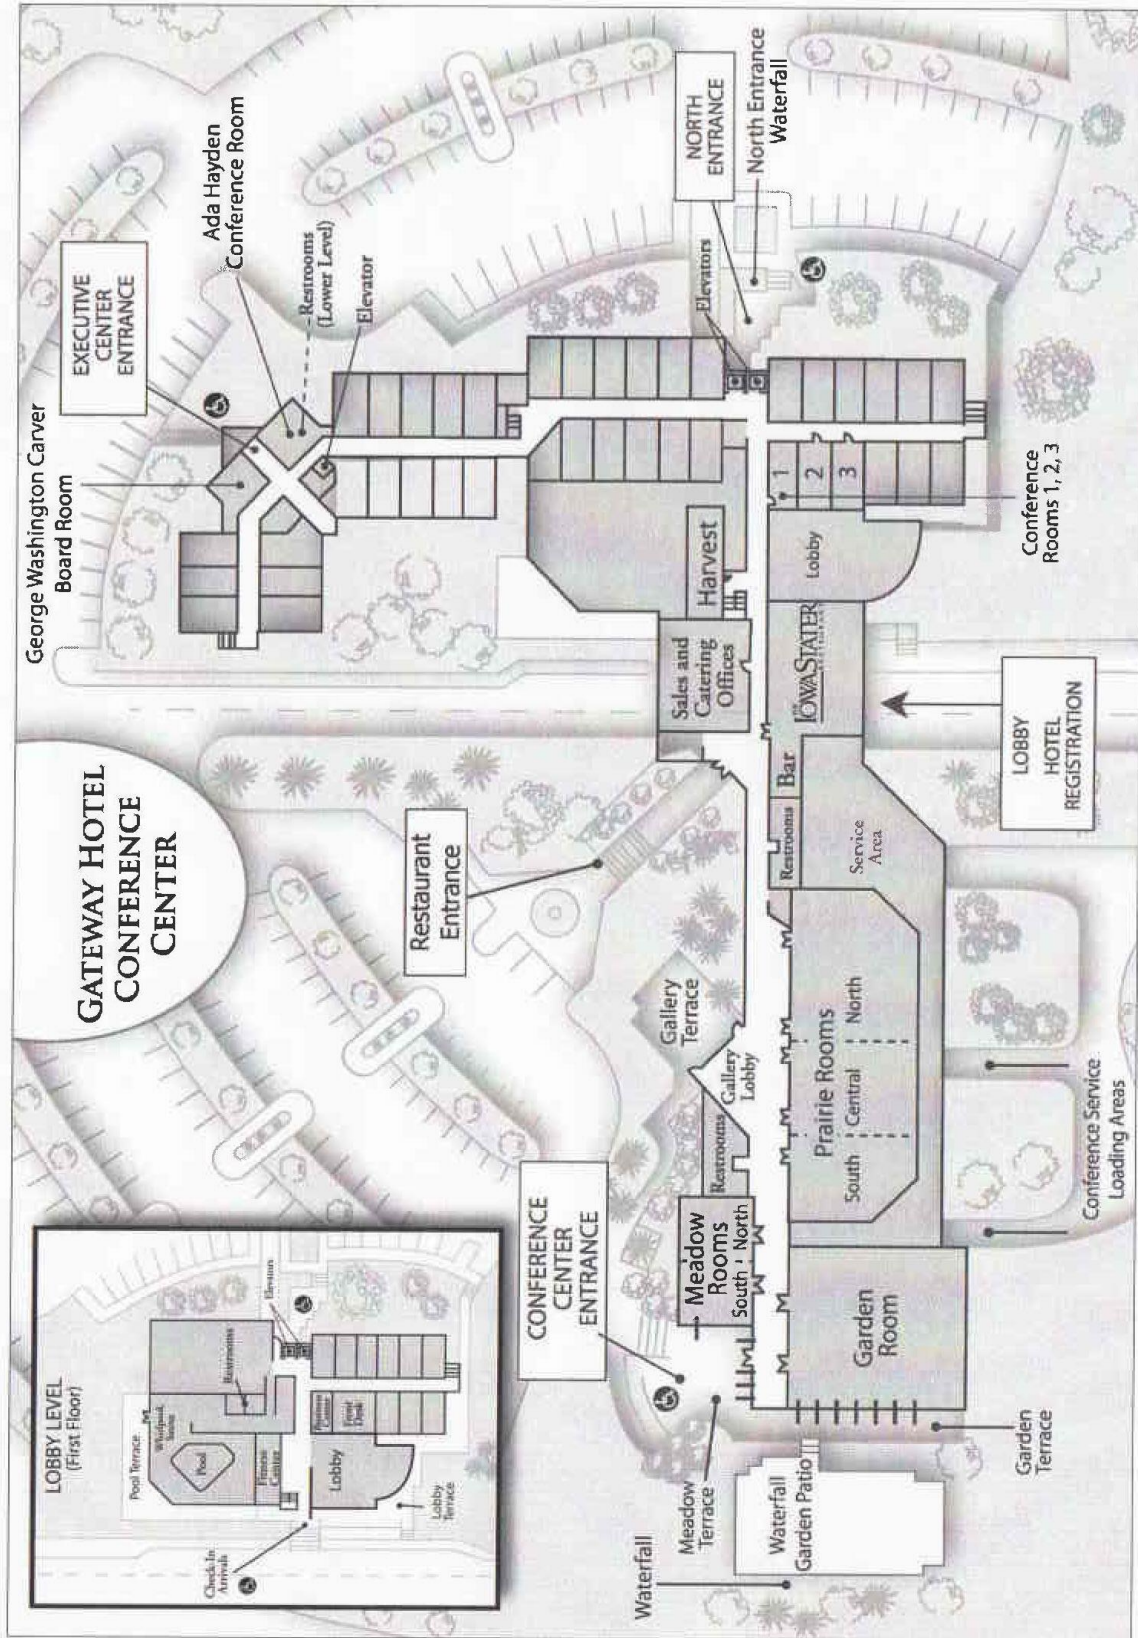 GATEWAY HOTEL
CONFERENCE
CENTER
George Washington Carver
Board Room
EXECUTIVE
CENTER
ENTRANCE
Ada Hayden
Conference Room
Restrooms
(Lower Level)
Elevator
NORTH
ENTRANCE
North Entrance
Waterfall
Elevators
1
2
3
Conference
Rooms 1, 2, 3
Lobby
Harvest
Sales and
Catering
Offices
IOWA STATER
LOBBY
HOTEL
REGISTRATION
Bar
Restrooms
Service
Area
Restaurant
Entrance
Gallery
Terrace
Gallery
Lobby
Restrooms
Prairie Rooms
South
Central
North
Conference Service
Loading Areas
CONFERENCE
CENTER
ENTRANCE
Meadow
Rooms
South
North
Garden
Room
Garden
Terrace
Meadow
Terrace
Waterfall
Garden Patio
Waterfall
LOBBY LEVEL
(First Floor)
Pool Terrace
Whirlpool
Pool
Restrooms
Elevators
Fitness
Center
Business
Center
Front
Desk
Lobby
Lobby
Terrace
Check-In
Arrivals